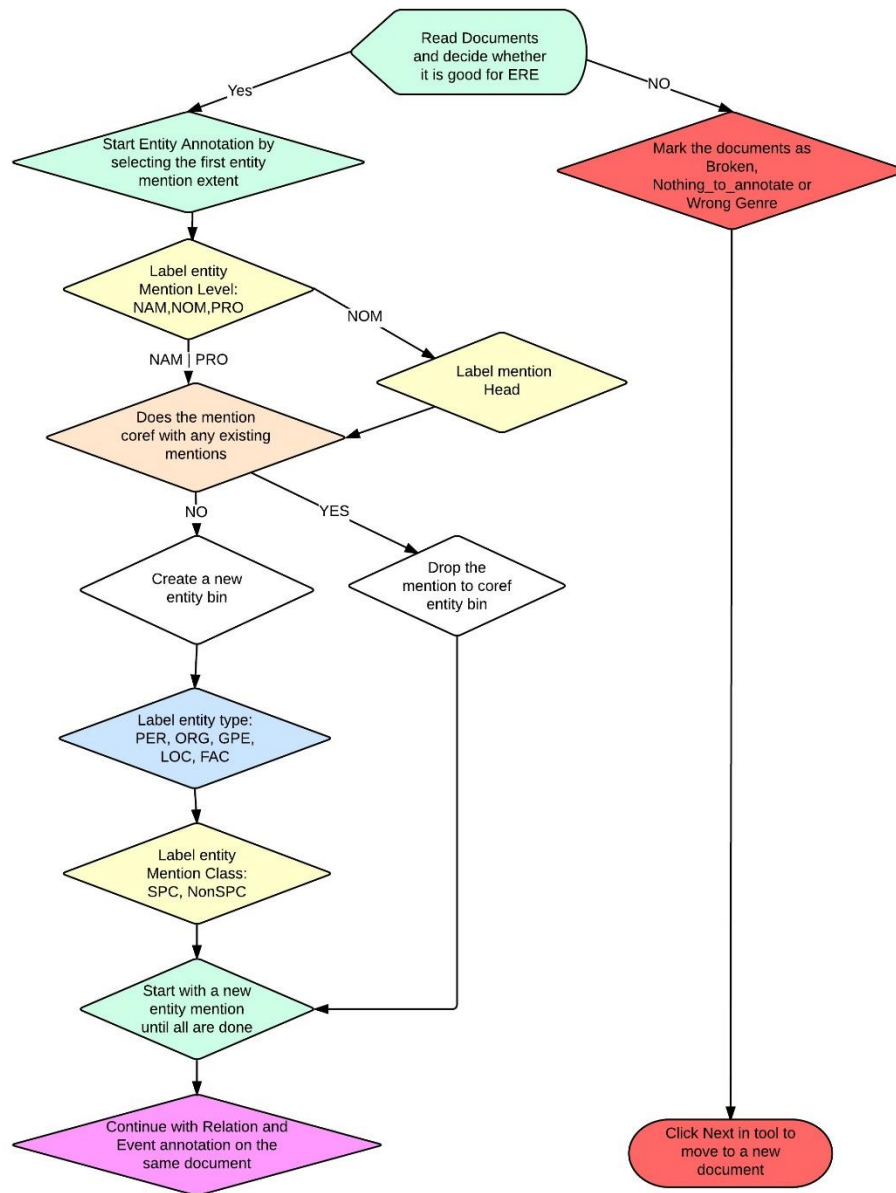 Read Documents
and decide whether
it is good for ERE
Yes
NO
Start Entity Annotation by
selecting the first entity
mention extent
Mark the documents as
Broken,
Nothing_to_annotate or
Wrong Genre
Label entity
Mention Level:
NAM,NOM,PRO
NOM
NAM | PRO
Label mention
Head
Does the mention
coref with any existing
mentions
NO
YES
Create a new
entity bin
Drop the
mention to coref
entity bin
Label entity type:
PER, ORG, GPE,
LOC, FAC
Label entity
Mention Class:
SPC, NonSPC
Start with a new
entity mention
until all are done
Continue with Relation and
Event annotation on the
same document
Click Next in tool to
move to a new
document